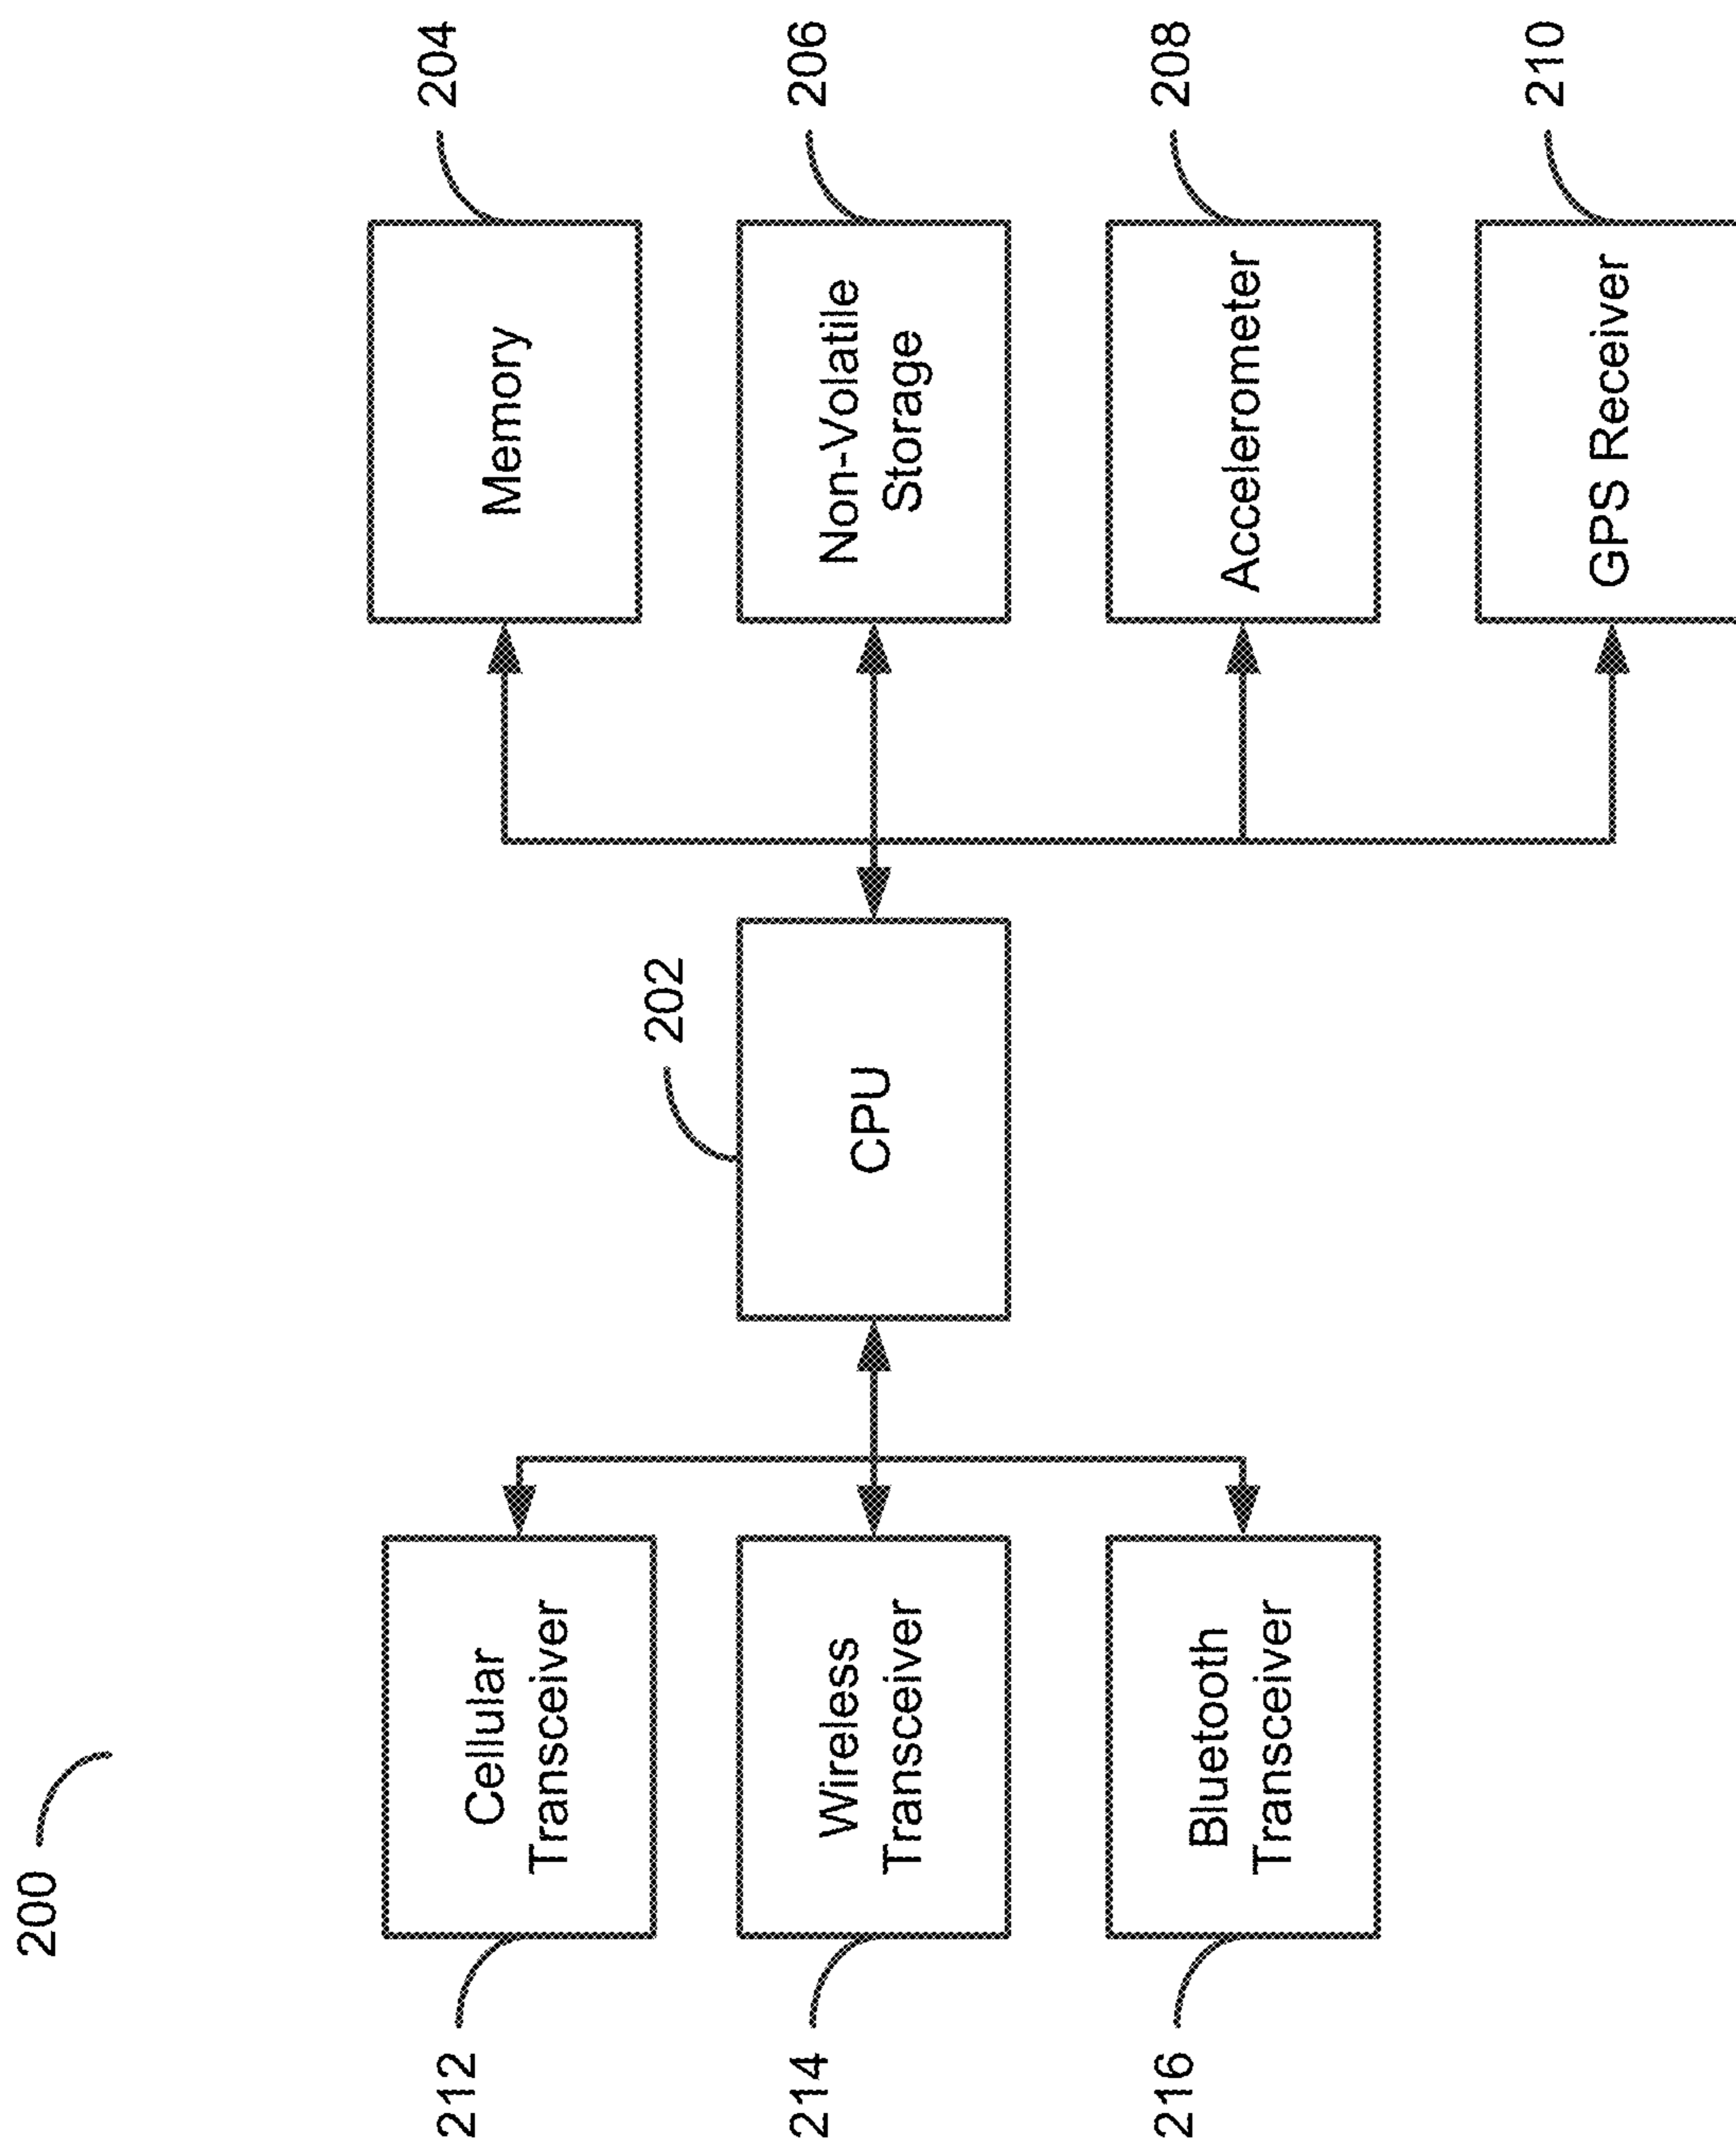 200
212
Cellular
Transceiver
214
Wireless
Transceiver
216
Bluetooth
Transceiver
202
CPU
204
Memory
206
Non-Volatile
Storage
208
Accelerometer
210
GPS Receiver